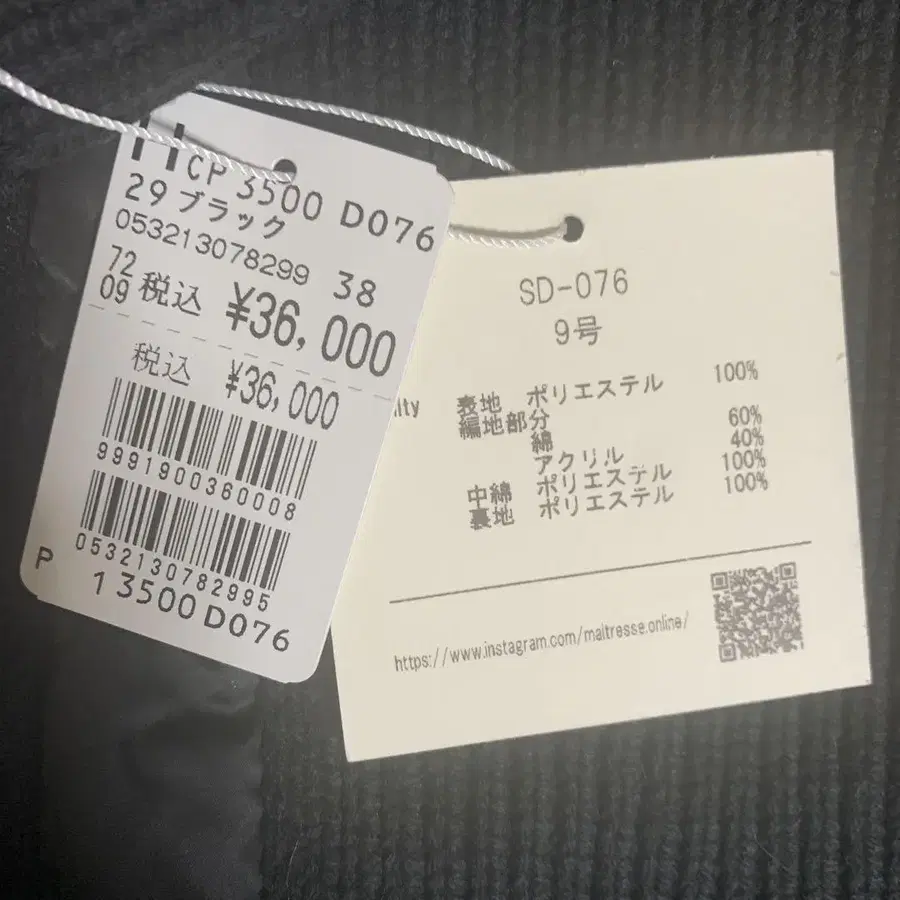 CP 3500 D076
29 ブラック
053213078299 38
72
09 税込 ¥36,000
税込 ¥36,000
9991900360008
0532130782995
P
1 3500 D076
SD-076
9号
lity 表地 ポリエステル 100%
編地部分
綿 60%
アクリル 40%
中綿 ポリエステル 100%
裏地 ポリエステル 100%
https://www.instagram.com/maitresse.online/